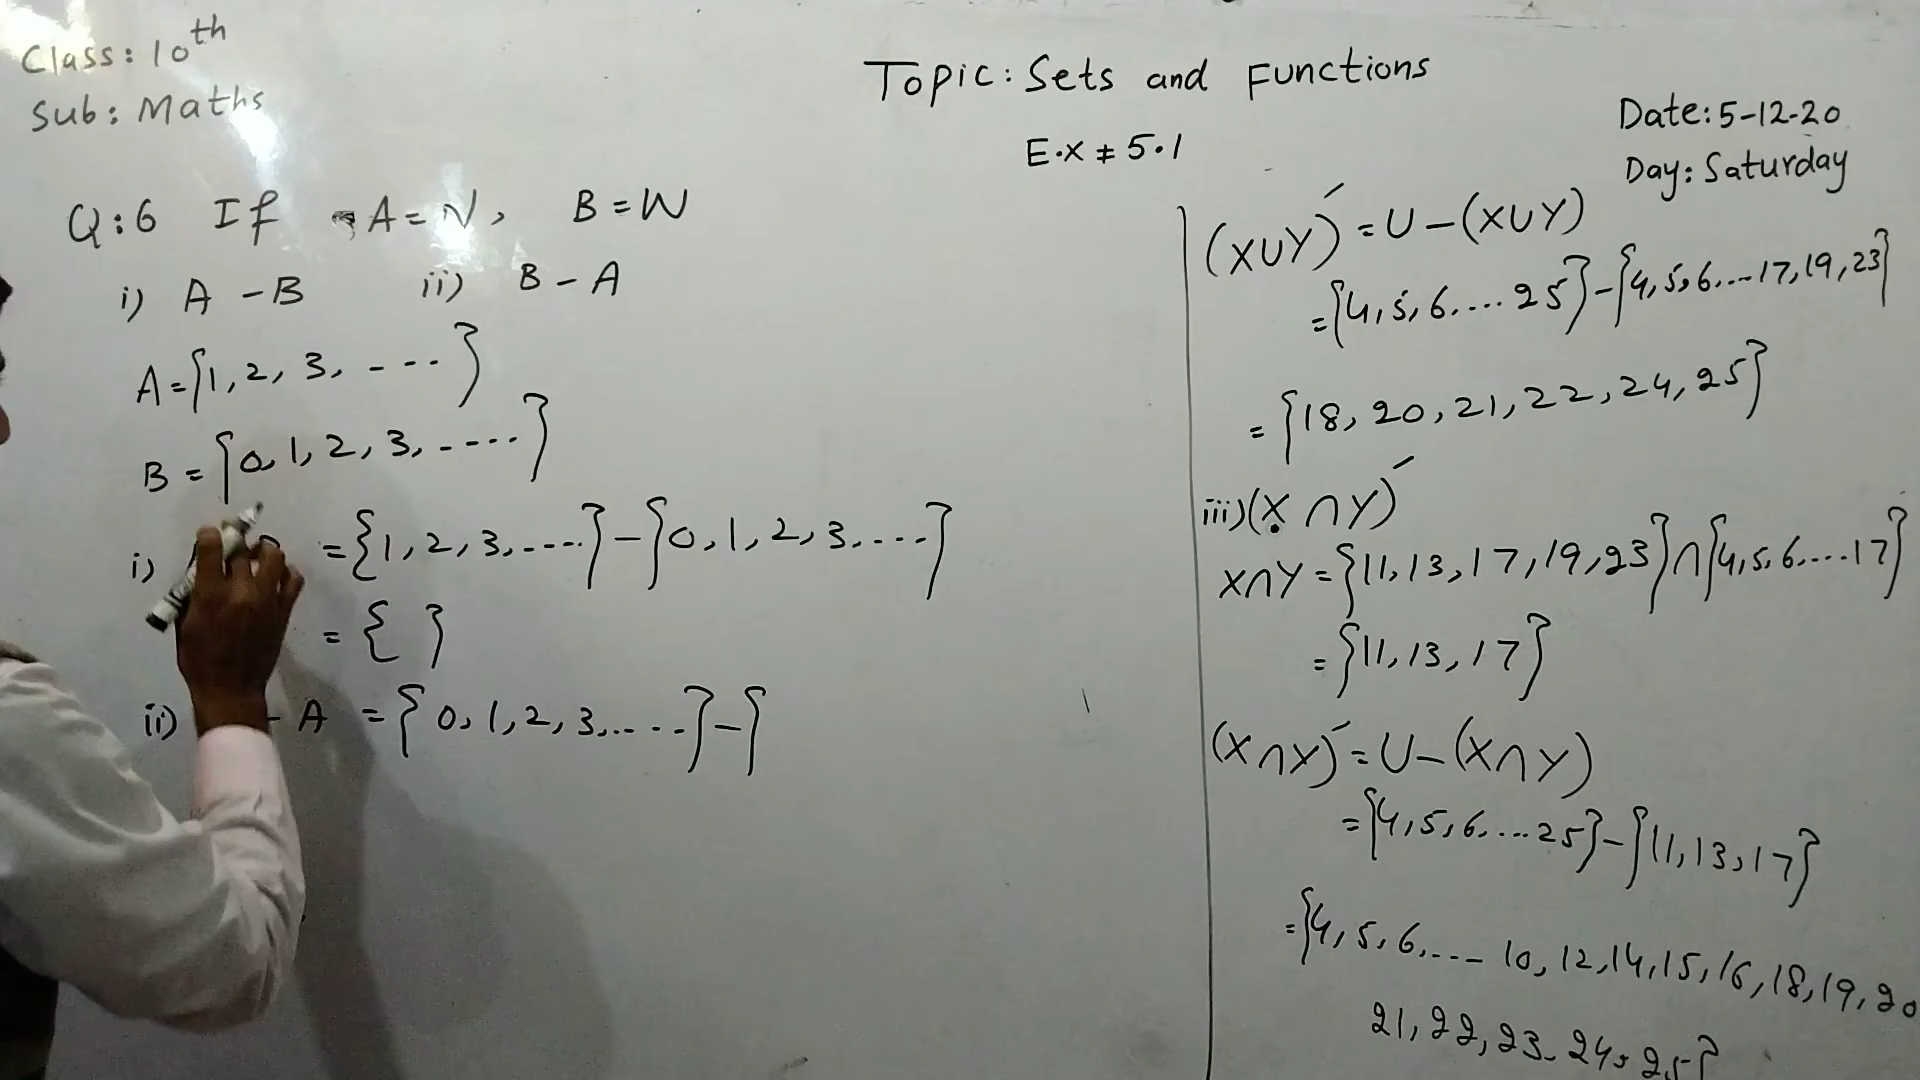 Class: 10th
Sub: Maths
Topic: Sets and Functions
E.X ≠ 5.1
Date: 5-12-20
Day: Saturday
Q:6 If A=N, B=W
i) A - B ii) B - A
A={1, 2, 3, ----}
B={0, 1, 2, 3, ----}
i) ={1, 2, 3, ----}-{0, 1, 2, 3, ----}
={ }
ii) - A ={0, 1, 2, 3, ----}-{
(X∪Y)′=U-(X∪Y)
={4, 5, 6, ....25}-{4, 5, 6, ...17, 19, 23}
={18, 20, 21, 22, 24, 25}
iii)(X∩Y)′
X∩Y={11, 13, 17, 19, 23}∩{4, 5, 6, ....17}
={11, 13, 17}
(X∩Y)′=U-(X∩Y)
={4, 5, 6, ....25}-{11, 13, 17}
={4, 5, 6, ---- 10, 12, 14, 15, 16, 18, 19, 20
21, 22, 23, 24, 25}